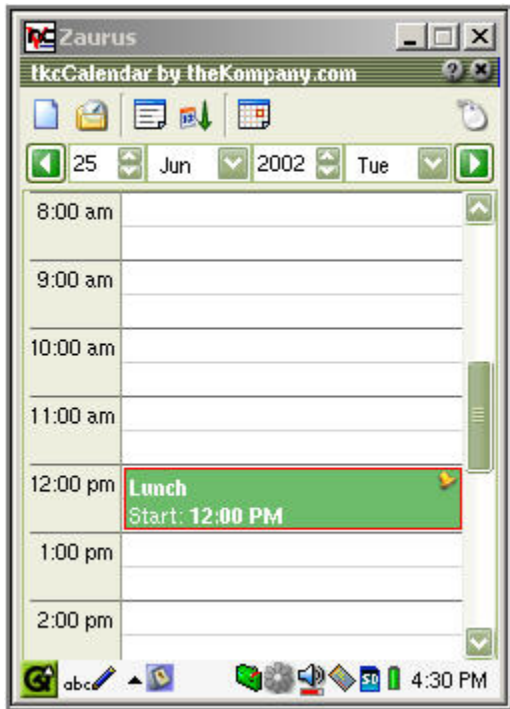 Zaurus
tkcCalendar by theKompany.com
25 Jun 2002 Tue
8:00 am
9:00 am
10:00 am
11:00 am
12:00 pm
Lunch
Start: 12:00 PM
1:00 pm
2:00 pm
abc SD 4:30 PM